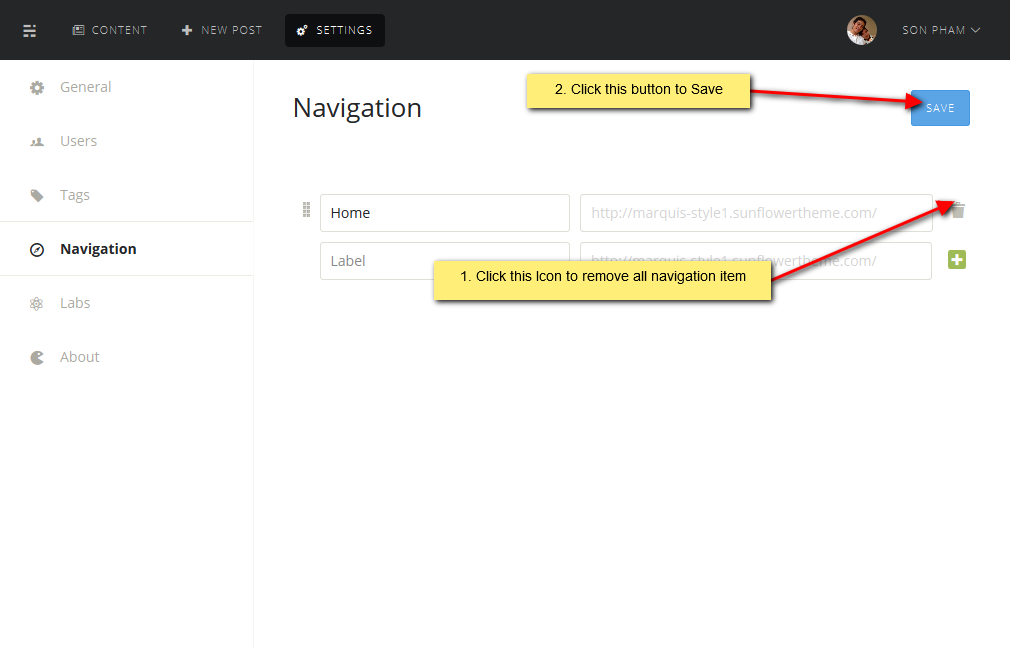 CONTENT
NEW POST
SETTINGS
SON PHAM
General
Users
Tags
Navigation
Labs
About
Navigation
2. Click this button to Save
SAVE
Home
http://marquis-style1.sunflowertheme.com/
Label
http://marquis-style1.sunflowertheme.com/
1. Click this Icon to remove all navigation item